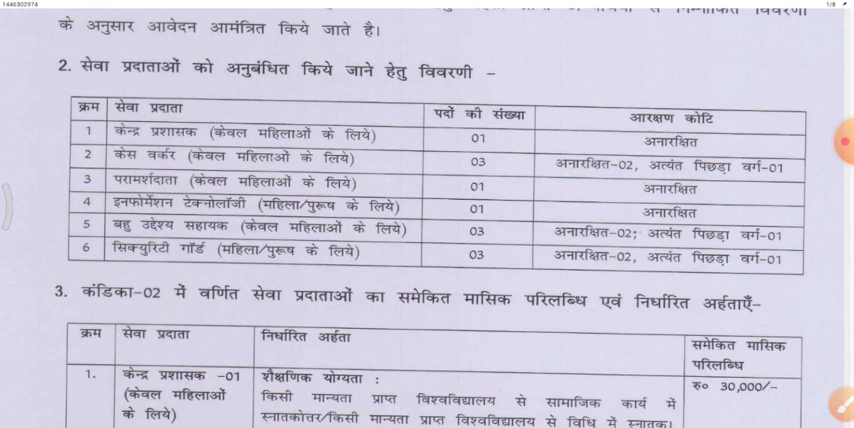 1446302974
1/8
के अनुसार आवेदन आमंत्रित किये जाते है।
2. सेवा प्रदाताओं को अनुबंधित किये जाने हेतु विवरणी –
क्रम सेवा प्रदाता पदों की संख्या आरक्षण कोटि
1 केन्द्र प्रशासक (केवल महिलाओं के लिये) 01 अनारक्षित
2 केस वर्कर (केवल महिलाओं के लिये) 03 अनारक्षित–02, अत्यंत पिछड़ा वर्ग–01
3 परामर्शदाता (केवल महिलाओं के लिये) 01 अनारक्षित
4 इनफोर्मेशन टेक्नोलॉजी (महिला/पुरूष के लिये) 01 अनारक्षित
5 बहु उद्देश्य सहायक (केवल महिलाओं के लिये) 03 अनारक्षित–02; अत्यंत पिछड़ा वर्ग–01
6 सिक्युरिटी गॉर्ड (महिला/पुरूष के लिये) 03 अनारक्षित–02, अत्यंत पिछड़ा वर्ग–01
3. कंडिका–02 में वर्णित सेवा प्रदाताओं का समेकित मासिक परिलब्धि एवं निर्धारित अर्हताएँ–
क्रम सेवा प्रदाता निर्धारित अर्हता समेकित मासिक
परिलब्धि
1. केन्द्र प्रशासक –01 शैक्षणिक योग्यता : रु० 30,000/–
(केवल महिलाओं किसी मान्यता प्राप्त विश्वविद्यालय से सामाजिक कार्य में
के लिये) स्नातकोत्तर/किसी मान्यता प्राप्त विश्वविद्यालय से विधि में स्नातक।